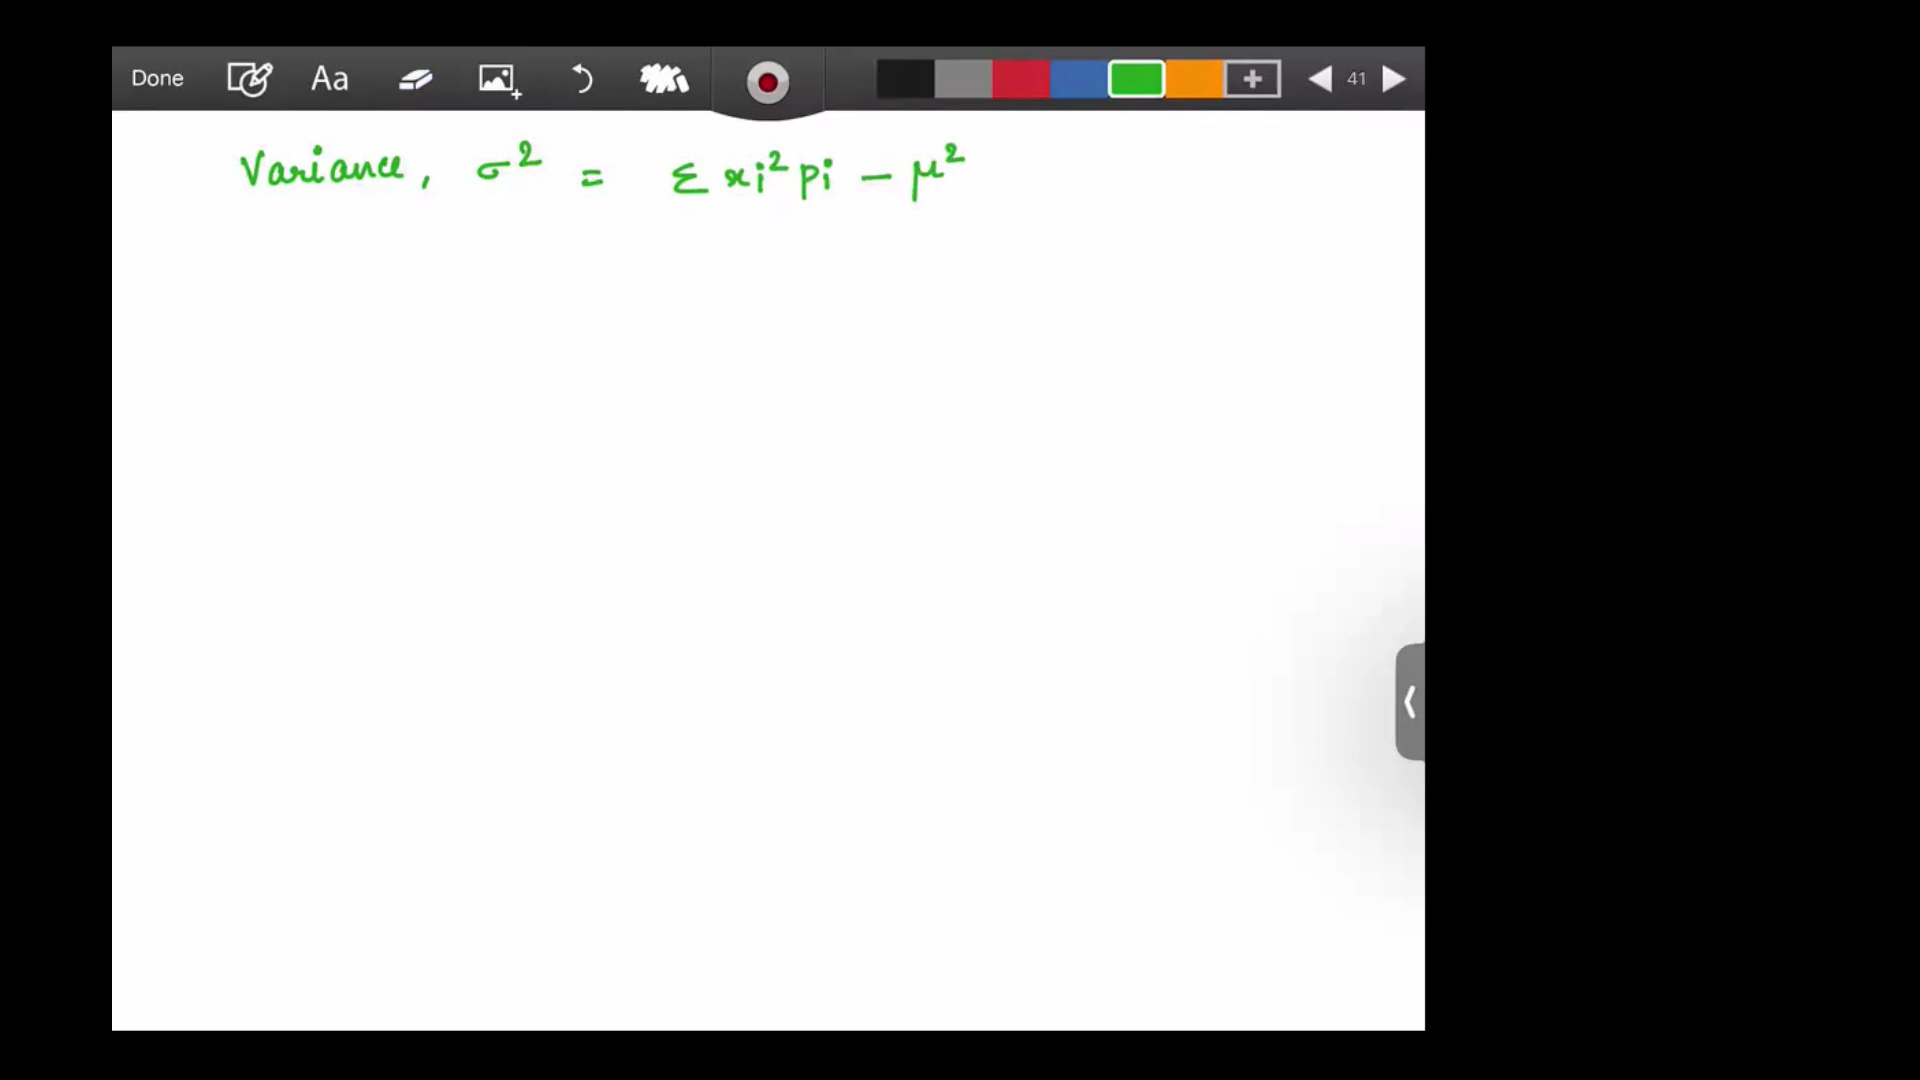 Done Aa 41
Variance, σ² = Σ xi² pi - μ²